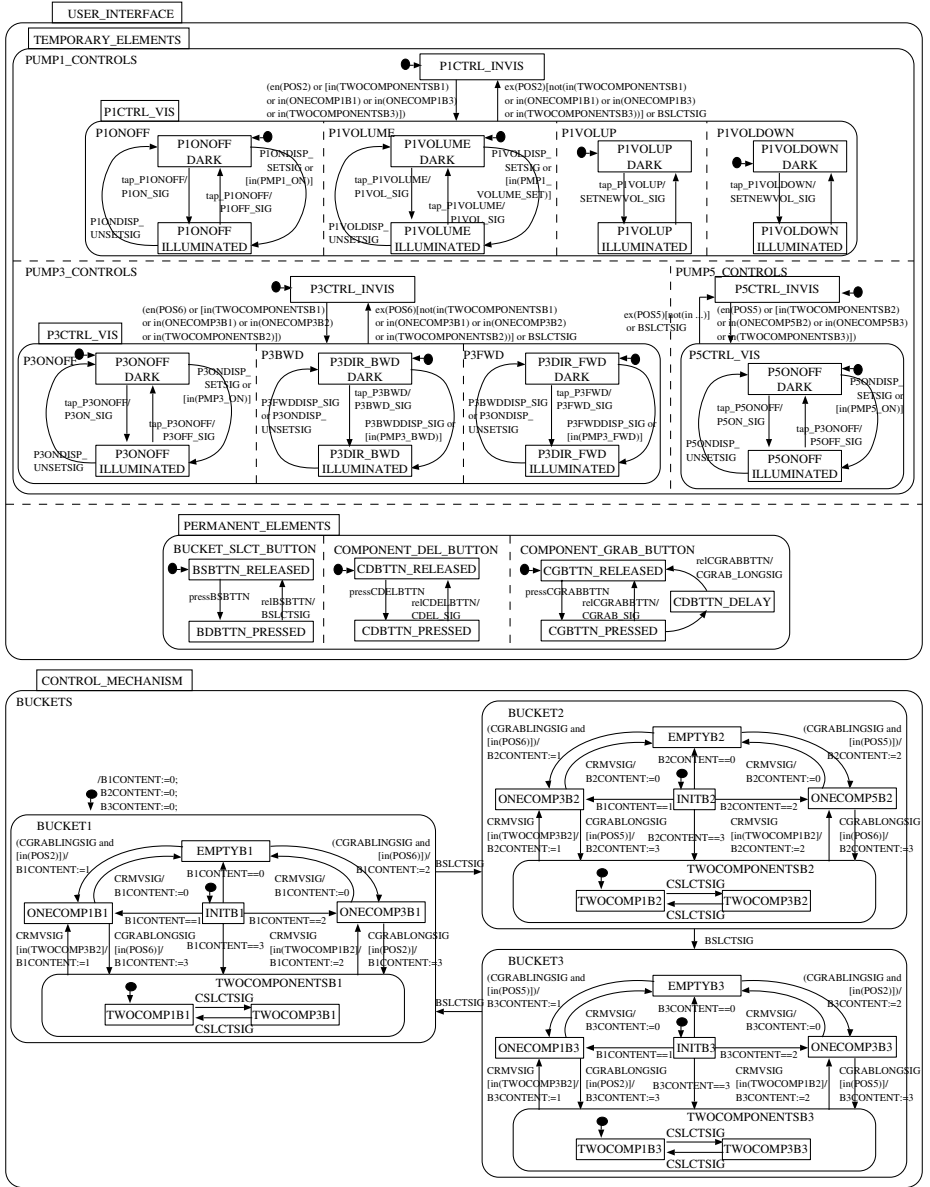 USER_INTERFACE
TEMPORARY_ELEMENTS
PUMP1_CONTROLS
P1CTRL_INVIS
(en(POS2) or [in(TWOCOMPONENTSB1)
or in(ONECOMP1B1) or in(ONECOMP1B3)
or in(TWOCOMPONENTSB3)])
ex(POS2)[not(in(TWOCOMPONENTSB1)
or in(ONECOMP1B1) or in(ONECOMP1B3)
or in(TWOCOMPONENTSB3))] or BSLCTSIG
P1CTRL_VIS
P1ONOFF
P1ONOFF
DARK
P1ONDISP_
SETSIG or
[in(PMP1_ON)]
tap_P1ONOFF/
P1ON_SIG
tap_P1ONOFF/
P1OFF_SIG
P1ONDISP_
UNSETSIG
P1ONOFF
ILLUMINATED
P1VOLUME
P1VOLUME
DARK
P1VOLDISP_
SETSIG or
[in(PMP1_
VOLUME_SET)]
tap_P1VOLUME/
P1VOL_SIG
tap_P1VOLUME/
P1VOL_SIG
P1VOLDISP_
UNSETSIG
P1VOLUME
ILLUMINATED
P1VOLUP
P1VOLUP
DARK
tap_P1VOLUP/
SETNEWVOL_SIG
P1VOLUP
ILLUMINATED
P1VOLDOWN
P1VOLDOWN
DARK
tap_P1VOLDOWN/
SETNEWVOL_SIG
P1VOLDOWN
ILLUMINATED
PUMP3_CONTROLS
P3CTRL_INVIS
(en(POS6) or [in(TWOCOMPONENTSB1)
or in(ONECOMP3B1) or in(ONECOMP3B2)
or in(TWOCOMPONENTSB2)])
ex(POS6)[not(in(TWOCOMPONENTSB1)
or in(ONECOMP3B1) or in(ONECOMP3B2)
or in(TWOCOMPONENTSB2))] or BSLCTSIG
P3CTRL_VIS
P3ONOFF
P3ONOFF
DARK
P3ONDISP_
SETSIG or
[in(PMP3_ON)]
tap_P3ONOFF/
P3ON_SIG
tap_P3ONOFF/
P3OFF_SIG
P3ONDISP_
UNSETSIG
P3ONOFF
ILLUMINATED
P3BWD
P3DIR_BWD
DARK
tap_P3BWD/
P3BWD_SIG
P3FWDDISP_SIG
or P3ONDISP_
UNSETSIG
P3BWDDISP_SIG or
[in(PMP3_BWD)]
P3DIR_BWD
ILLUMINATED
P3FWD
P3DIR_FWD
DARK
tap_P3FWD/
P3FWD_SIG
P3BWDDISP_SIG
or P3ONDISP_
UNSETSIG
P3FWDDISP_SIG
or [in(PMP3_FWD)]
P3DIR_FWD
ILLUMINATED
PUMP5_CONTROLS
P5CTRL_INVIS
ex(POS5)[not(in ...)]
or BSLCTSIG
(en(POS5) or [in(TWOCOMPONENTSB2)
or in(ONECOMP5B2) or in(ONECOMP5B3)
or in(TWOCOMPONENTSB3)])
P5CTRL_VIS
P5ONOFF
DARK
P5ONDISP_
SETSIG or
[in(PMP5_ON)]
tap_P5ONOFF/
P5ON_SIG
tap_P5ONOFF/
P5OFF_SIG
P5ONDISP_
UNSETSIG
P5ONOFF
ILLUMINATED
PERMANENT_ELEMENTS
BUCKET_SLCT_BUTTON
BSBTTN_RELEASED
pressBSBTTN
relBSBTTN/
BSLCTSIG
BDBTTN_PRESSED
COMPONENT_DEL_BUTTON
CDBTTN_RELEASED
pressCDELBTTN
relCDELBTTN/
CDEL_SIG
CDBTTN_PRESSED
COMPONENT_GRAB_BUTTON
CGBTTN_RELEASED
pressCGRABBTTN
relCGRABBTTN/
CGRAB_SIG
CGBTTN_PRESSED
relCGRABBTTN/
CGRAB_LONGSIG
CDBTTN_DELAY
CONTROL_MECHANISM
BUCKETS
/B1CONTENT:=0;
B2CONTENT:=0;
B3CONTENT:=0;
BUCKET1
(CGRABLINGSIG and
[in(POS2)])/
B1CONTENT:=1
EMPTYB1
(CGRABLINGSIG and
[in(POS6)])/
B1CONTENT:=2
CRMVSIG/
B1CONTENT:=0
B1CONTENT==0
CRMVSIG/
B1CONTENT:=0
ONECOMP1B1
B1CONTENT==1
INITB1
B1CONTENT==2
ONECOMP3B1
CRMVSIG
[in(TWOCOMP3B2]/
B1CONTENT:=1
CGRABLONGSIG
[in(POS6)]/
B1CONTENT:=3
B1CONTENT==3
CRMVSIG
[in(TWOCOMP1B2]/
B1CONTENT:=2
CGRABLONGSIG
[in(POS2)]/
B1CONTENT:=3
TWOCOMPONENTSB1
TWOCOMP1B1
CSLCTSIG
CSLCTSIG
TWOCOMP3B1
BSLCTSIG
BSLCTSIG
BUCKET2
(CGRABLINGSIG and
[in(POS6)])/
B2CONTENT:=1
EMPTYB2
(CGRABLINGSIG and
[in(POS5)])/
B2CONTENT:=2
CRMVSIG/
B2CONTENT:=0
B2CONTENT==0
CRMVSIG/
B2CONTENT:=0
ONECOMP3B2
B1CONTENT==1
INITB2
B2CONTENT==2
ONECOMP5B2
CRMVSIG
[in(TWOCOMP3B2]/
B2CONTENT:=1
CGRABLONGSIG
[in(POS5)]/
B2CONTENT:=3
B2CONTENT==3
CRMVSIG
[in(TWOCOMP1B2]/
B2CONTENT:=2
CGRABLONGSIG
[in(POS6)]/
B2CONTENT:=3
TWOCOMPONENTSB2
TWOCOMP1B2
CSLCTSIG
CSLCTSIG
TWOCOMP3B2
BSLCTSIG
BUCKET3
(CGRABLINGSIG and
[in(POS5)])/
B3CONTENT:=1
EMPTYB3
(CGRABLINGSIG and
[in(POS2)])/
B3CONTENT:=2
CRMVSIG/
B3CONTENT:=0
B3CONTENT==0
CRMVSIG/
B3CONTENT:=0
ONECOMP1B3
B1CONTENT==1
INITB3
B3CONTENT==2
ONECOMP3B3
CRMVSIG
[in(TWOCOMP3B2]/
B3CONTENT:=1
CGRABLONGSIG
[in(POS2)]/
B3CONTENT:=3
B3CONTENT==3
CRMVSIG
[in(TWOCOMP1B2]/
B3CONTENT:=2
CGRABLONGSIG
[in(POS5)]/
B3CONTENT:=3
TWOCOMPONENTSB3
TWOCOMP1B3
CSLCTSIG
CSLCTSIG
TWOCOMP3B3